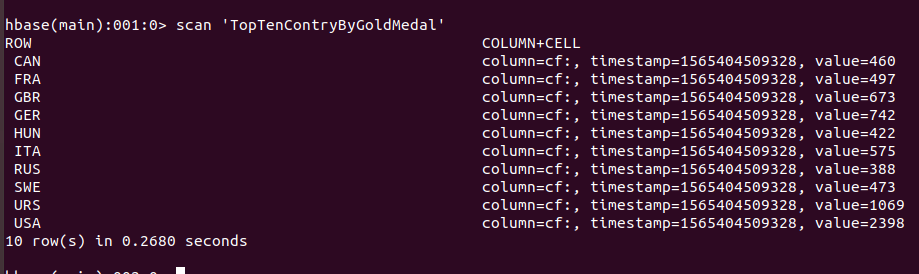 hbase(main):001:0> scan 'TopTenContryByGoldMedal'
ROW COLUMN+CELL
CAN column=cf:, timestamp=1565404509328, value=460
FRA column=cf:, timestamp=1565404509328, value=497
GBR column=cf:, timestamp=1565404509328, value=673
GER column=cf:, timestamp=1565404509328, value=742
HUN column=cf:, timestamp=1565404509328, value=422
ITA column=cf:, timestamp=1565404509328, value=575
RUS column=cf:, timestamp=1565404509328, value=388
SWE column=cf:, timestamp=1565404509328, value=473
URS column=cf:, timestamp=1565404509328, value=1069
USA column=cf:, timestamp=1565404509328, value=2398
10 row(s) in 0.2680 seconds